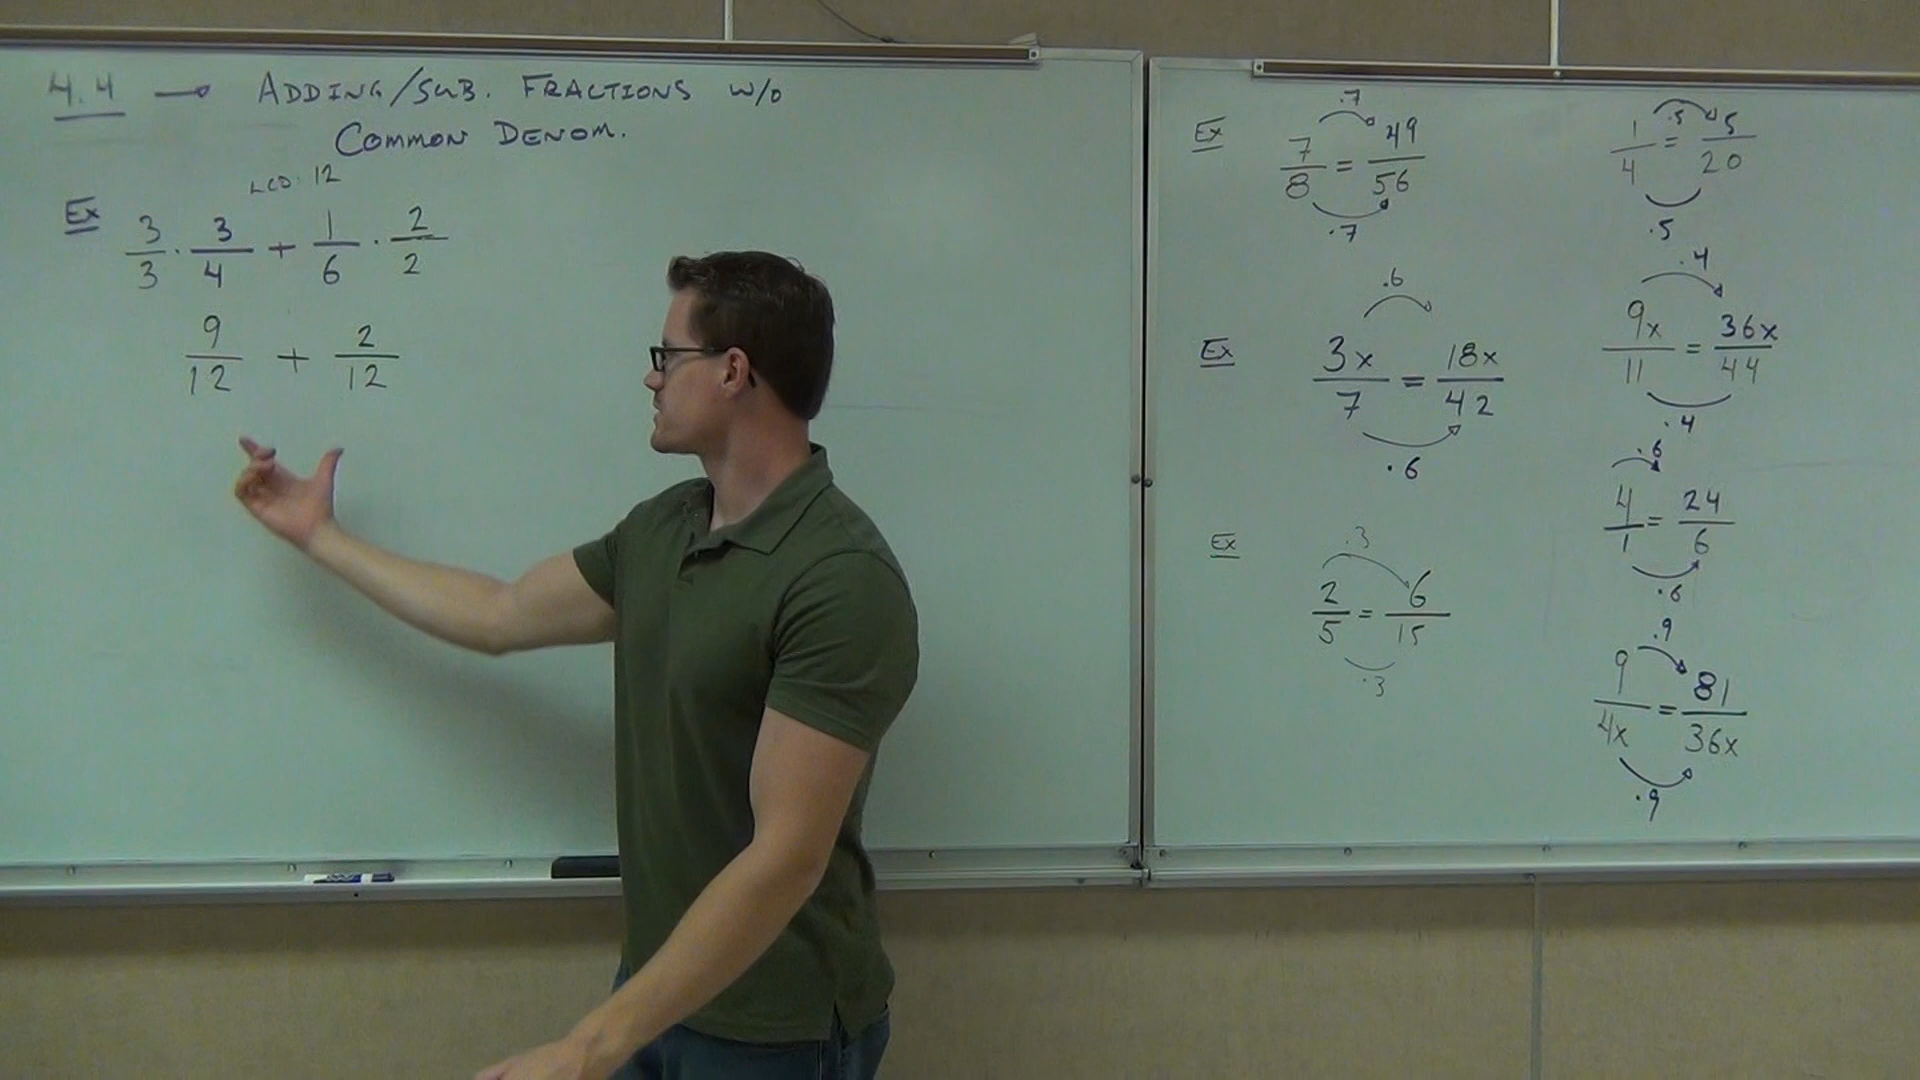 4.4 → ADDING/SUB. FRACTIONS W/O
COMMON DENOM.
LCD: 12
Ex 3/3 · 3/4 + 1/6 · 2/2
9/12 + 2/12
Ex ·7
7/8 = 49/56
·7
Ex ·6
3x/7 = 18x/42
·6
Ex ·3
2/5 = 6/15
·3
·5
1/4 = 5/20
·5
·4
9x/11 = 36x/44
·4
·6
4/1 = 24/6
·6
·9
9/4x = 81/36x
·9